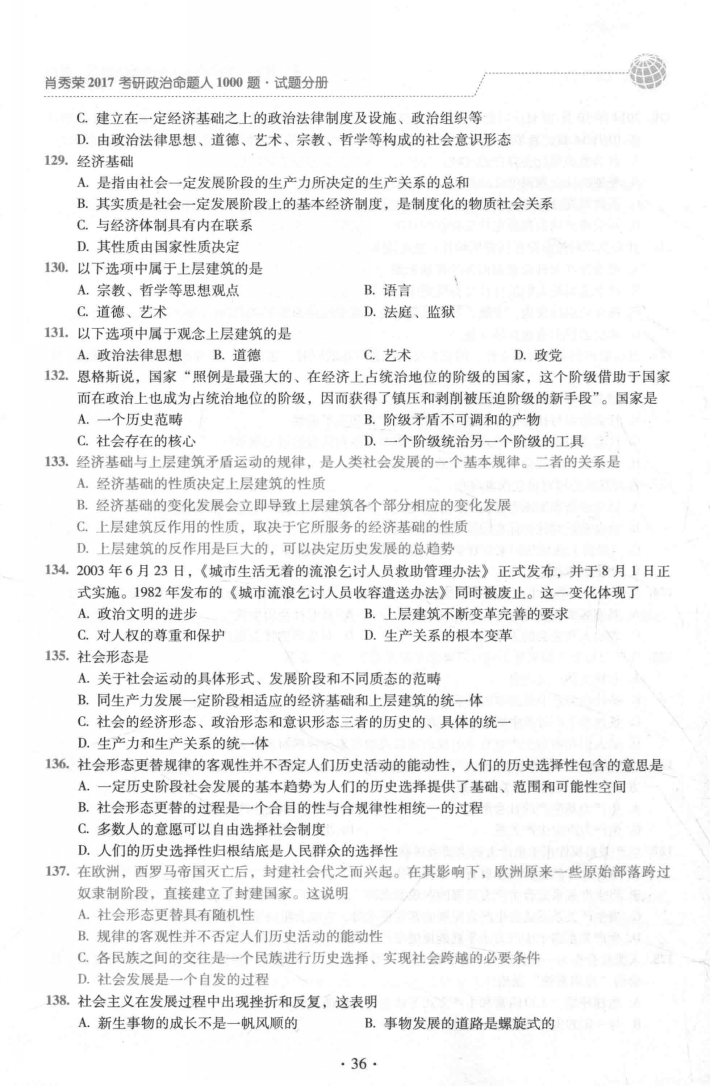 肖秀荣 2017 考研政治命题人 1000 题·试题分册
C. 建立在一定经济基础之上的政治法律制度及设施、政治组织等
D. 由政治法律思想、道德、艺术、宗教、哲学等构成的社会意识形态
129. 经济基础
A. 是指由社会一定发展阶段的生产力所决定的生产关系的总和
B. 其实质是社会一定发展阶段上的基本经济制度，是制度化的物质社会关系
C. 与经济体制具有内在联系
D. 其性质由国家性质决定
130. 以下选项中属于上层建筑的是
A. 宗教、哲学等思想观点 B. 语言
C. 道德、艺术 D. 法庭、监狱
131. 以下选项中属于观念上层建筑的是
A. 政治法律思想 B. 道德 C. 艺术 D. 政党
132. 恩格斯说，国家“照例是最强大的、在经济上占统治地位的阶级的国家，这个阶级借助于国家
而在政治上也成为占统治地位的阶级，因而获得了镇压和剥削被压迫阶级的新手段”。国家是
A. 一个历史范畴 B. 阶级矛盾不可调和的产物
C. 社会存在的核心 D. 一个阶级统治另一个阶级的工具
133. 经济基础与上层建筑矛盾运动的规律，是人类社会发展的一个基本规律。二者的关系是
A. 经济基础的性质决定上层建筑的性质
B. 经济基础的变化发展会立即导致上层建筑各个部分相应的变化发展
C. 上层建筑反作用的性质，取决于它所服务的经济基础的性质
D. 上层建筑的反作用是巨大的，可以决定历史发展的总趋势
134. 2003 年 6 月 23 日，《城市生活无着的流浪乞讨人员救助管理办法》正式发布，并于 8 月 1 日正
式实施。1982 年发布的《城市流浪乞讨人员收容遣送办法》同时被废止。这一变化体现了
A. 政治文明的进步 B. 上层建筑不断变革完善的要求
C. 对人权的尊重和保护 D. 生产关系的根本变革
135. 社会形态是
A. 关于社会运动的具体形式、发展阶段和不同质态的范畴
B. 同生产力发展一定阶段相适应的经济基础和上层建筑的统一体
C. 社会的经济形态、政治形态和意识形态三者的历史的、具体的统一
D. 生产力和生产关系的统一体
136. 社会形态更替规律的客观性并不否定人们历史活动的能动性，人们的历史选择性包含的意思是
A. 一定历史阶段社会发展的基本趋势为人们的历史选择提供了基础、范围和可能性空间
B. 社会形态更替的过程是一个合目的性与合规律性相统一的过程
C. 多数人的意愿可以自由选择社会制度
D. 人们的历史选择性归根结底是人民群众的选择性
137. 在欧洲，西罗马帝国灭亡后，封建社会代之而兴起。在其影响下，欧洲原来一些原始部落跨过
奴隶制阶段，直接建立了封建国家。这说明
A. 社会形态更替具有随机性
B. 规律的客观性并不否定人们历史活动的能动性
C. 各民族之间的交往是一个民族进行历史选择、实现社会跨越的必要条件
D. 社会发展是一个自发的过程
138. 社会主义在发展过程中出现挫折和反复，这表明
A. 新生事物的成长不是一帆风顺的 B. 事物发展的道路是螺旋式的
· 36 ·